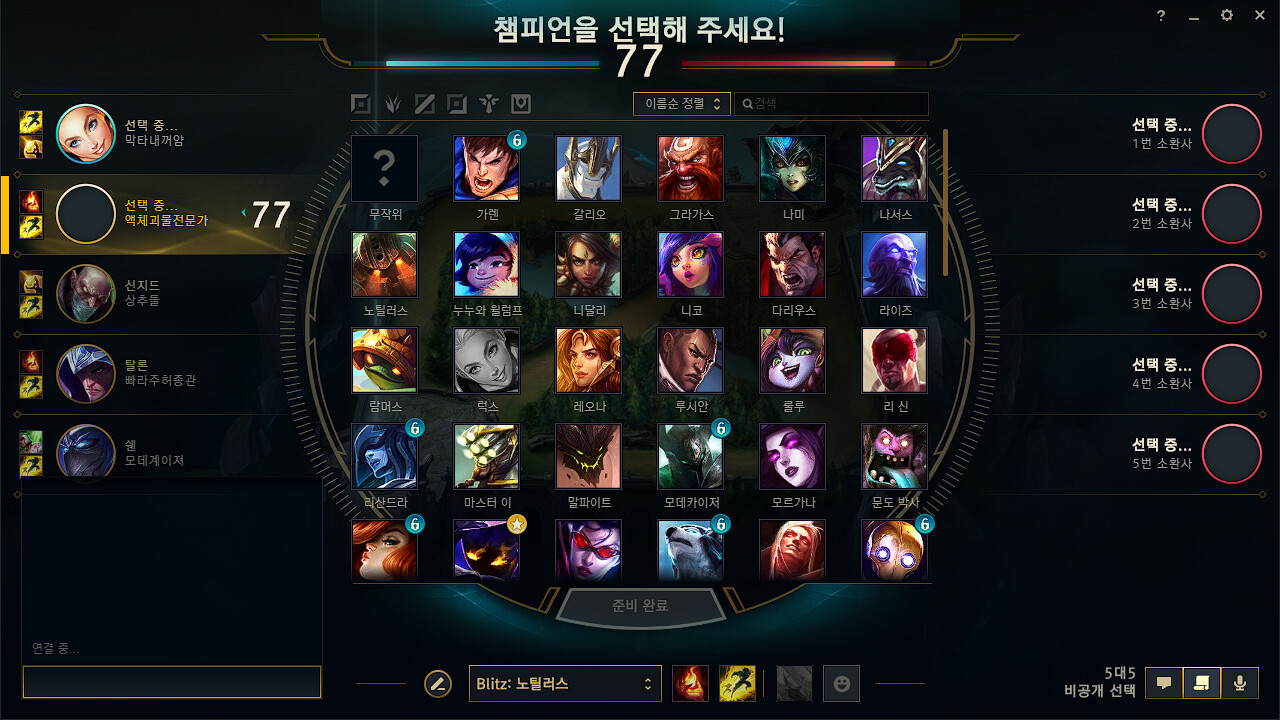 챔피언을 선택해 주세요!
77
?
이름순 정렬
검색
선택 중...
막타내꺼얌
선택 중...
액체괴물전문가
77
신지드
상추들
탈론
빠라주허종관
쉔
모데게이져
연결 중...
?
무작위
6
가렌
갈리오
그라가스
나미
나서스
노틸러스
누누와 윌럼프
니달리
니코
다리우스
라이즈
람머스
럭스
레오나
루시안
룰루
리 신
6
리산드라
마스터 이
말파이트
6
모데카이저
모르가나
문도 박사
6
6
6
준비 완료
Blitz: 노틸러스
선택 중...
1번 소환사
선택 중...
2번 소환사
선택 중...
3번 소환사
선택 중...
4번 소환사
선택 중...
5번 소환사
5대5
비공개 선택